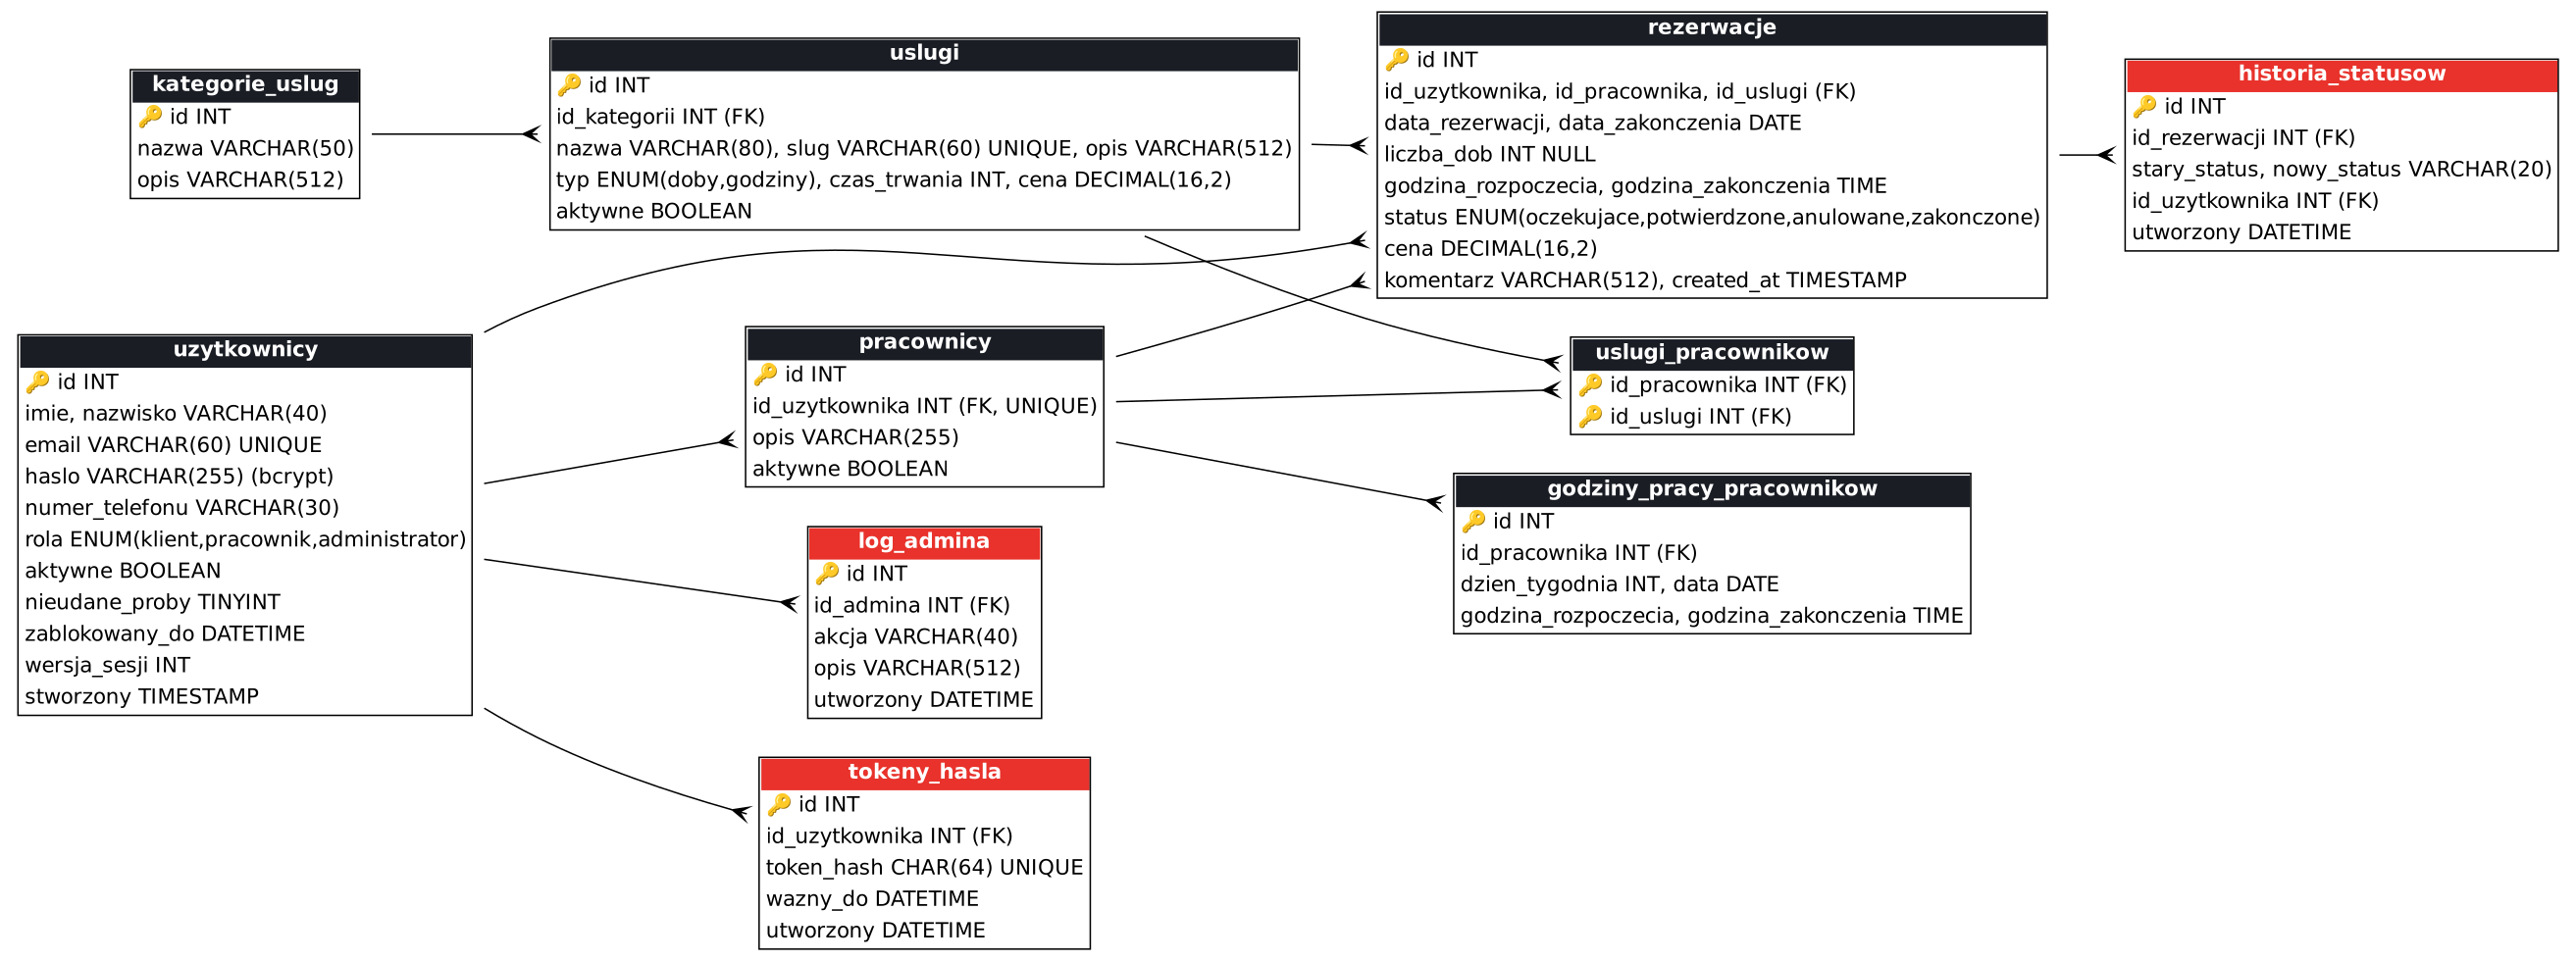 kategorie_uslug
🔑 id INT
nazwa VARCHAR(50)
opis VARCHAR(512)
uslugi
🔑 id INT
id_kategorii INT (FK)
nazwa VARCHAR(80), slug VARCHAR(60) UNIQUE, opis VARCHAR(512)
typ ENUM(doby,godziny), czas_trwania INT, cena DECIMAL(16,2)
aktywne BOOLEAN
rezerwacje
🔑 id INT
id_uzytkownika, id_pracownika, id_uslugi (FK)
data_rezerwacji, data_zakonczenia DATE
liczba_dob INT NULL
godzina_rozpoczecia, godzina_zakonczenia TIME
status ENUM(oczekujace,potwierdzone,anulowane,zakonczone)
cena DECIMAL(16,2)
komentarz VARCHAR(512), created_at TIMESTAMP
historia_statusow
🔑 id INT
id_rezerwacji INT (FK)
stary_status, nowy_status VARCHAR(20)
id_uzytkownika INT (FK)
utworzony DATETIME
uzytkownicy
🔑 id INT
imie, nazwisko VARCHAR(40)
email VARCHAR(60) UNIQUE
haslo VARCHAR(255) (bcrypt)
numer_telefonu VARCHAR(30)
rola ENUM(klient,pracownik,administrator)
aktywne BOOLEAN
nieudane_proby TINYINT
zablokowany_do DATETIME
wersja_sesji INT
stworzony TIMESTAMP
pracownicy
🔑 id INT
id_uzytkownika INT (FK, UNIQUE)
opis VARCHAR(255)
aktywne BOOLEAN
uslugi_pracownikow
🔑 id_pracownika INT (FK)
🔑 id_uslugi INT (FK)
godziny_pracy_pracownikow
🔑 id INT
id_pracownika INT (FK)
dzien_tygodnia INT, data DATE
godzina_rozpoczecia, godzina_zakonczenia TIME
log_admina
🔑 id INT
id_admina INT (FK)
akcja VARCHAR(40)
opis VARCHAR(512)
utworzony DATETIME
tokeny_hasla
🔑 id INT
id_uzytkownika INT (FK)
token_hash CHAR(64) UNIQUE
wazny_do DATETIME
utworzony DATETIME